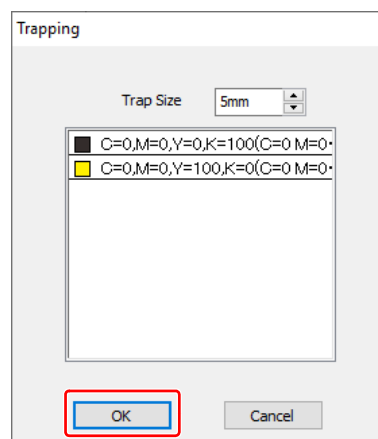 Trapping
Trap Size 5mm
C=0,M=0,Y=0,K=100(C=0 M=0·
C=0,M=0,Y=100,K=0(C=0 M=0·
OK Cancel